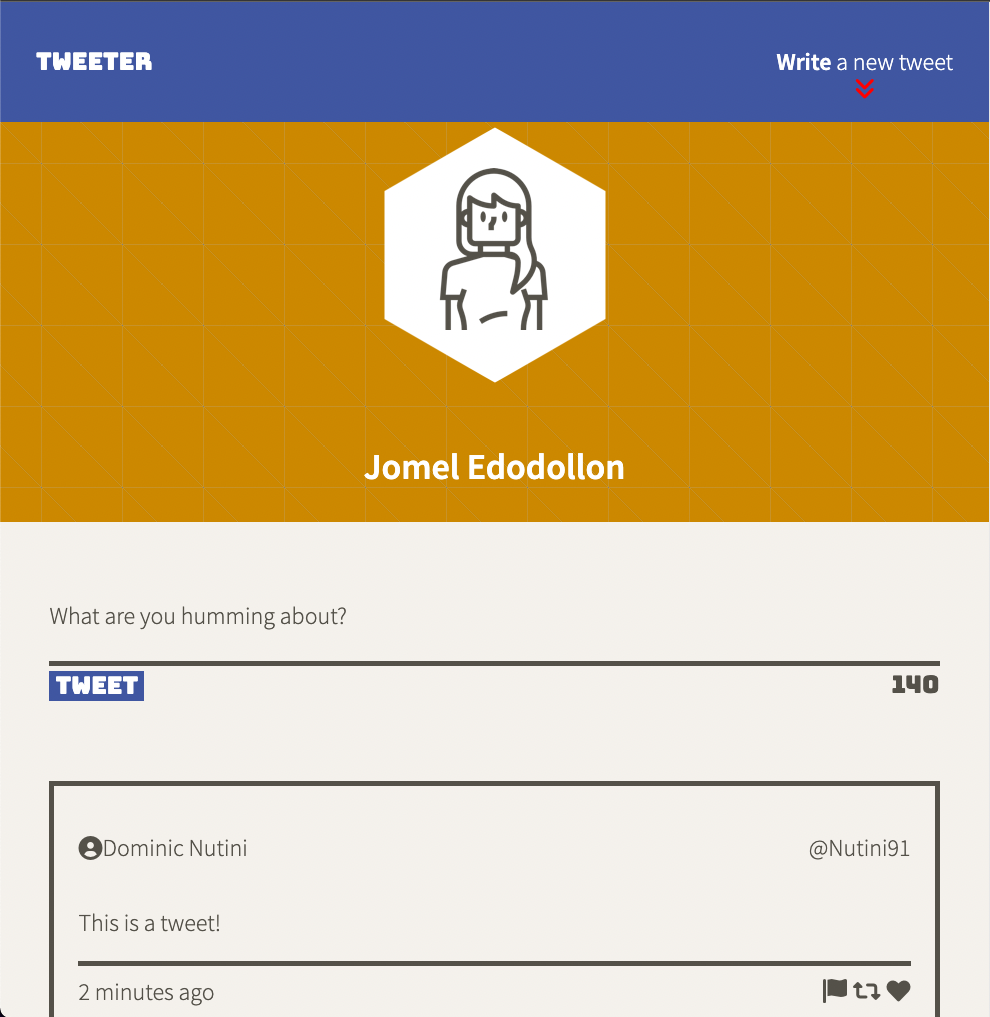 TWEETER
Write a new tweet
Jomel Edodollon
What are you humming about?
TWEET
140
Dominic Nutini
@Nutini91
This is a tweet!
2 minutes ago